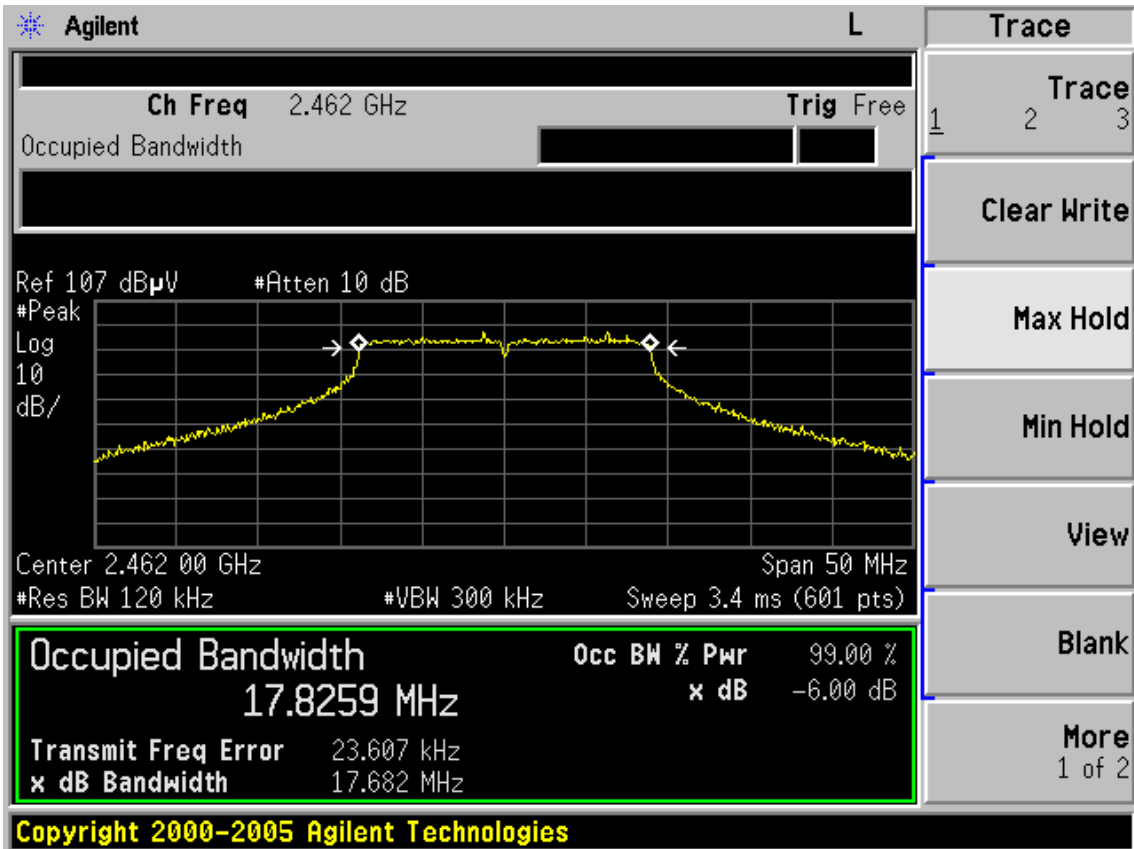 Agilent L
Ch Freq 2.462 GHz Trig Free
Occupied Bandwidth
Ref 107 dBµV #Atten 10 dB
#Peak
Log
10
dB/
Center 2.462 00 GHz Span 50 MHz
#Res BW 120 kHz #VBW 300 kHz Sweep 3.4 ms (601 pts)
Occupied Bandwidth Occ BW % Pwr 99.00 %
17.8259 MHz x dB -6.00 dB
Transmit Freq Error 23.607 kHz
x dB Bandwidth 17.682 MHz
Copyright 2000-2005 Agilent Technologies
Trace
Trace
1 2 3
Clear Write
Max Hold
Min Hold
View
Blank
More
1 of 2